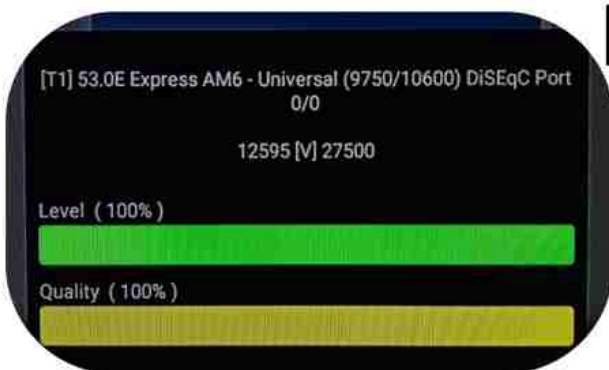 [T1] 53.0E Express AM6 - Universal (9750/10600) DiSEqC Port
0/0
12595 [V] 27500
Level ( 100% )
Quality ( 100% )